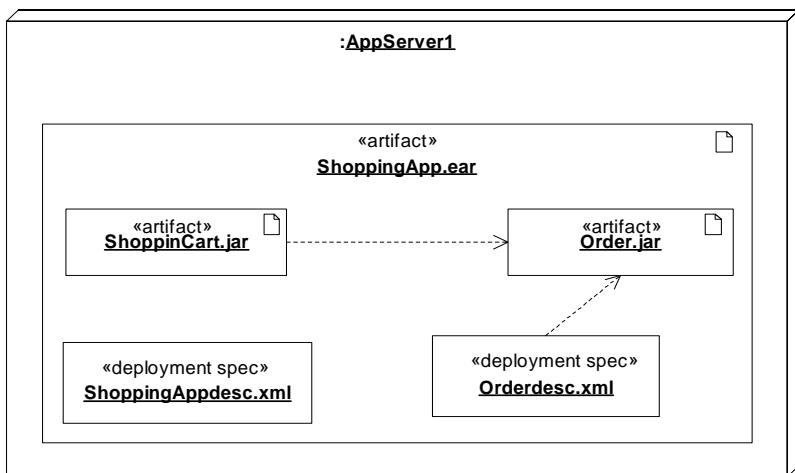 :AppServer1
«artifact»
ShoppingApp.ear
«artifact»
ShoppinCart.jar
«artifact»
Order.jar
«deployment spec»
ShoppingAppdesc.xml
«deployment spec»
Orderdesc.xml